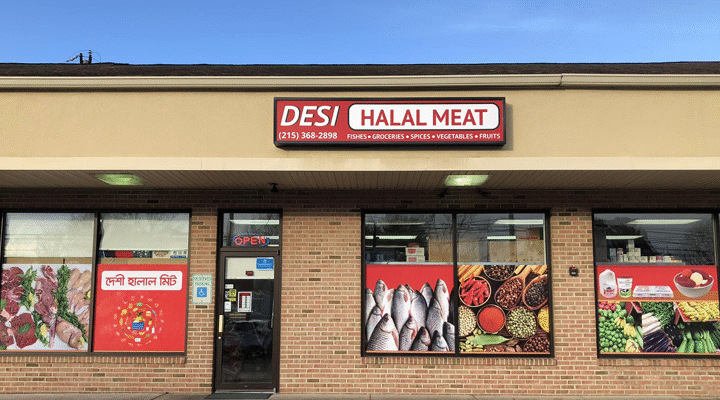 DESI HALAL MEAT
(215) 368-2898 FISHES • GROCERIES • SPICES • VEGETABLES • FRUITS
OPEN
দেশী হালাল মিট